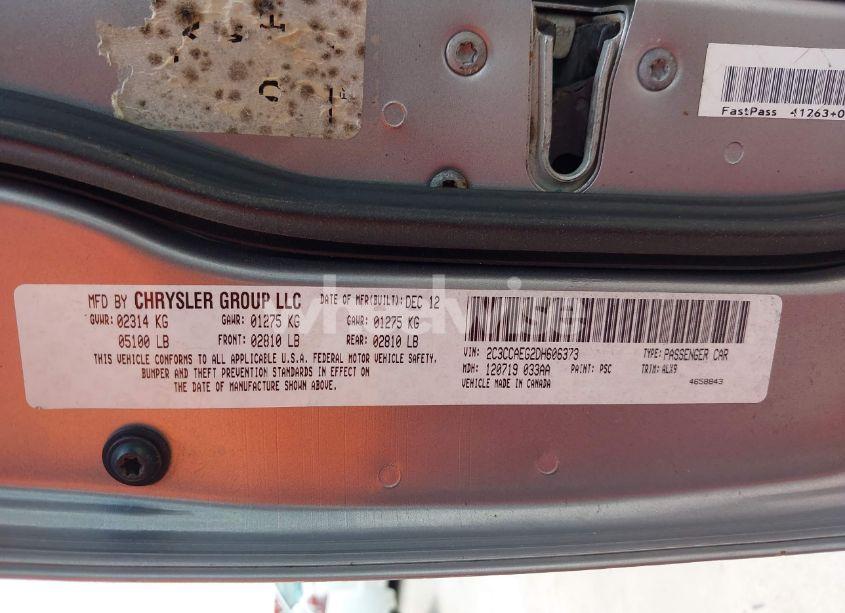 FastPass 41263+0
MFD BY CHRYSLER GROUP LLC DATE OF MFR(BUILT): DEC 12
GVWR: 02314 KG GAWR: 01275 KG GAWR: 01275 KG
05100 LB FRONT: 02810 LB REAR: 02810 LB
THIS VEHICLE CONFORMS TO ALL APPLICABLE U.S.A. FEDERAL MOTOR VEHICLE SAFETY,
BUMPER AND THEFT PREVENTION STANDARDS IN EFFECT ON
THE DATE OF MANUFACTURE SHOWN ABOVE.
VIN: 2C3CCAEG2DH606373 TYPE: PASSENGER CAR
MDH: 120719 033AA PAINT: PSC TRIM: ALX9
VEHICLE MADE IN CANADA 4658843